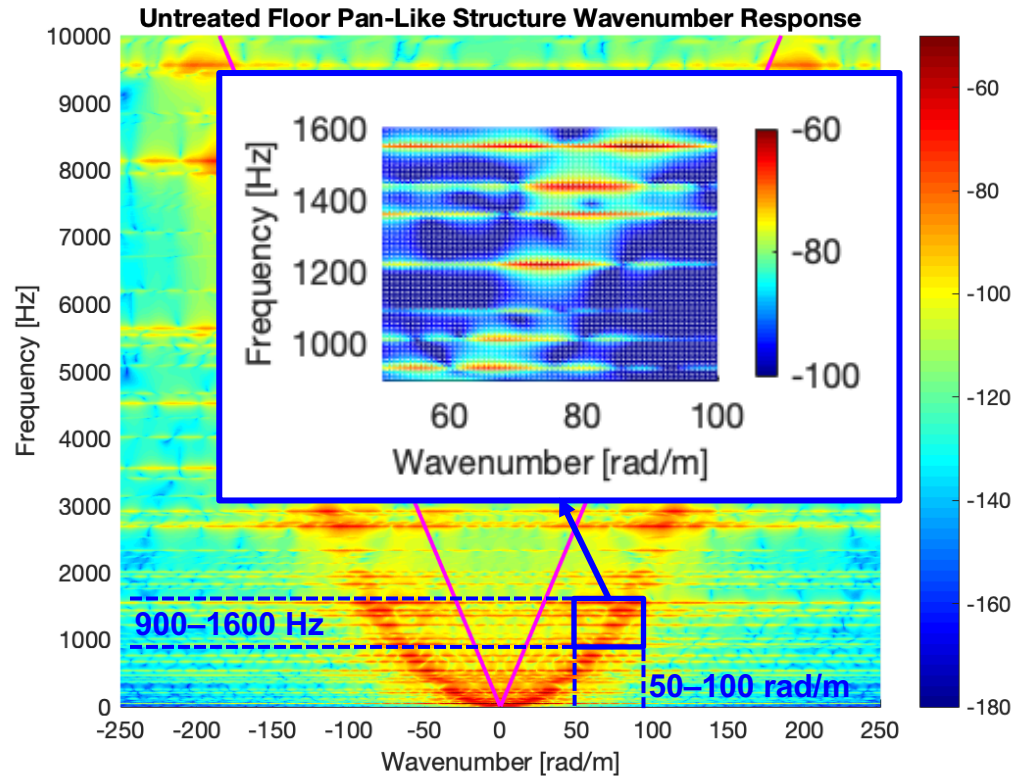 Untreated Floor Pan-Like Structure Wavenumber Response
Frequency [Hz]
10000
9000
8000
7000
6000
5000
4000
3000
2000
1000
0
-250 -200 -150 -100 -50 0 50 100 150 200 250
Wavenumber [rad/m]
900–1600 Hz
50–100 rad/m
Frequency [Hz]
1600
1400
1200
1000
60 80 100
Wavenumber [rad/m]
-60
-80
-100
-60
-80
-100
-120
-140
-160
-180